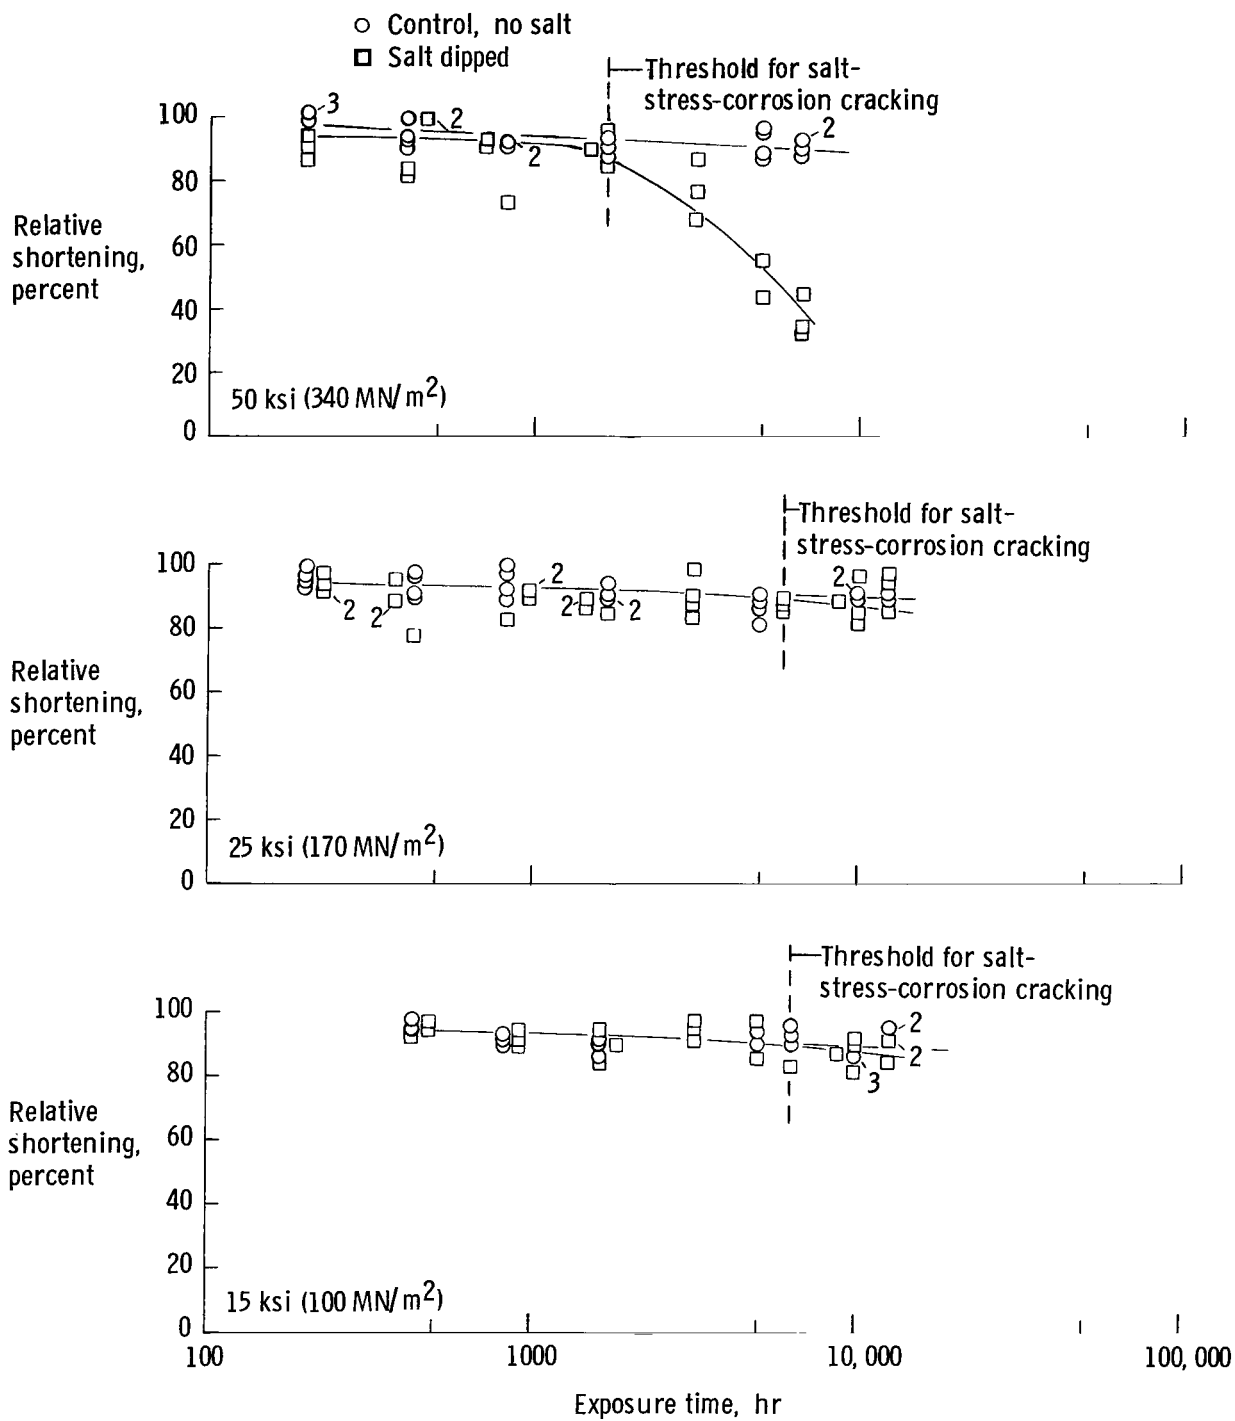 Control, no salt
Salt dipped
Threshold for salt-
stress-corrosion cracking
3
2
2
2
100
80
60
40
20
0
Relative
shortening,
percent
50 ksi (340 MN/m2)
Threshold for salt-
stress-corrosion cracking
2
2
2
2
2
2
100
80
60
40
20
0
Relative
shortening,
percent
25 ksi (170 MN/m2)
Threshold for salt-
stress-corrosion cracking
2
2
3
100
80
60
40
20
0
Relative
shortening,
percent
15 ksi (100 MN/m2)
100
1000
10,000
100,000
Exposure time, hr